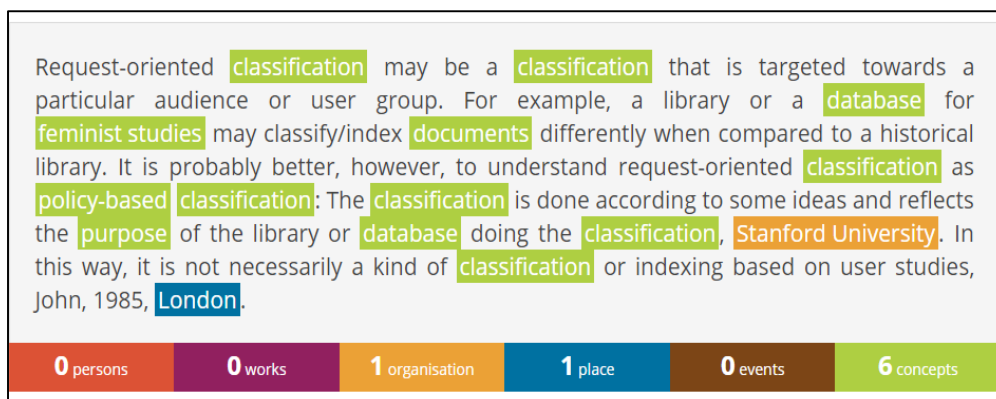 Request-oriented classification may be a classification that is targeted towards a
particular audience or user group. For example, a library or a database for
feminist studies may classify/index documents differently when compared to a historical
library. It is probably better, however, to understand request-oriented classification as
policy-based classification: The classification is done according to some ideas and reflects
the purpose of the library or database doing the classification, Stanford University. In
this way, it is not necessarily a kind of classification or indexing based on user studies,
John, 1985, London.
0 persons 0 works 1 organisation 1 place 0 events 6 concepts